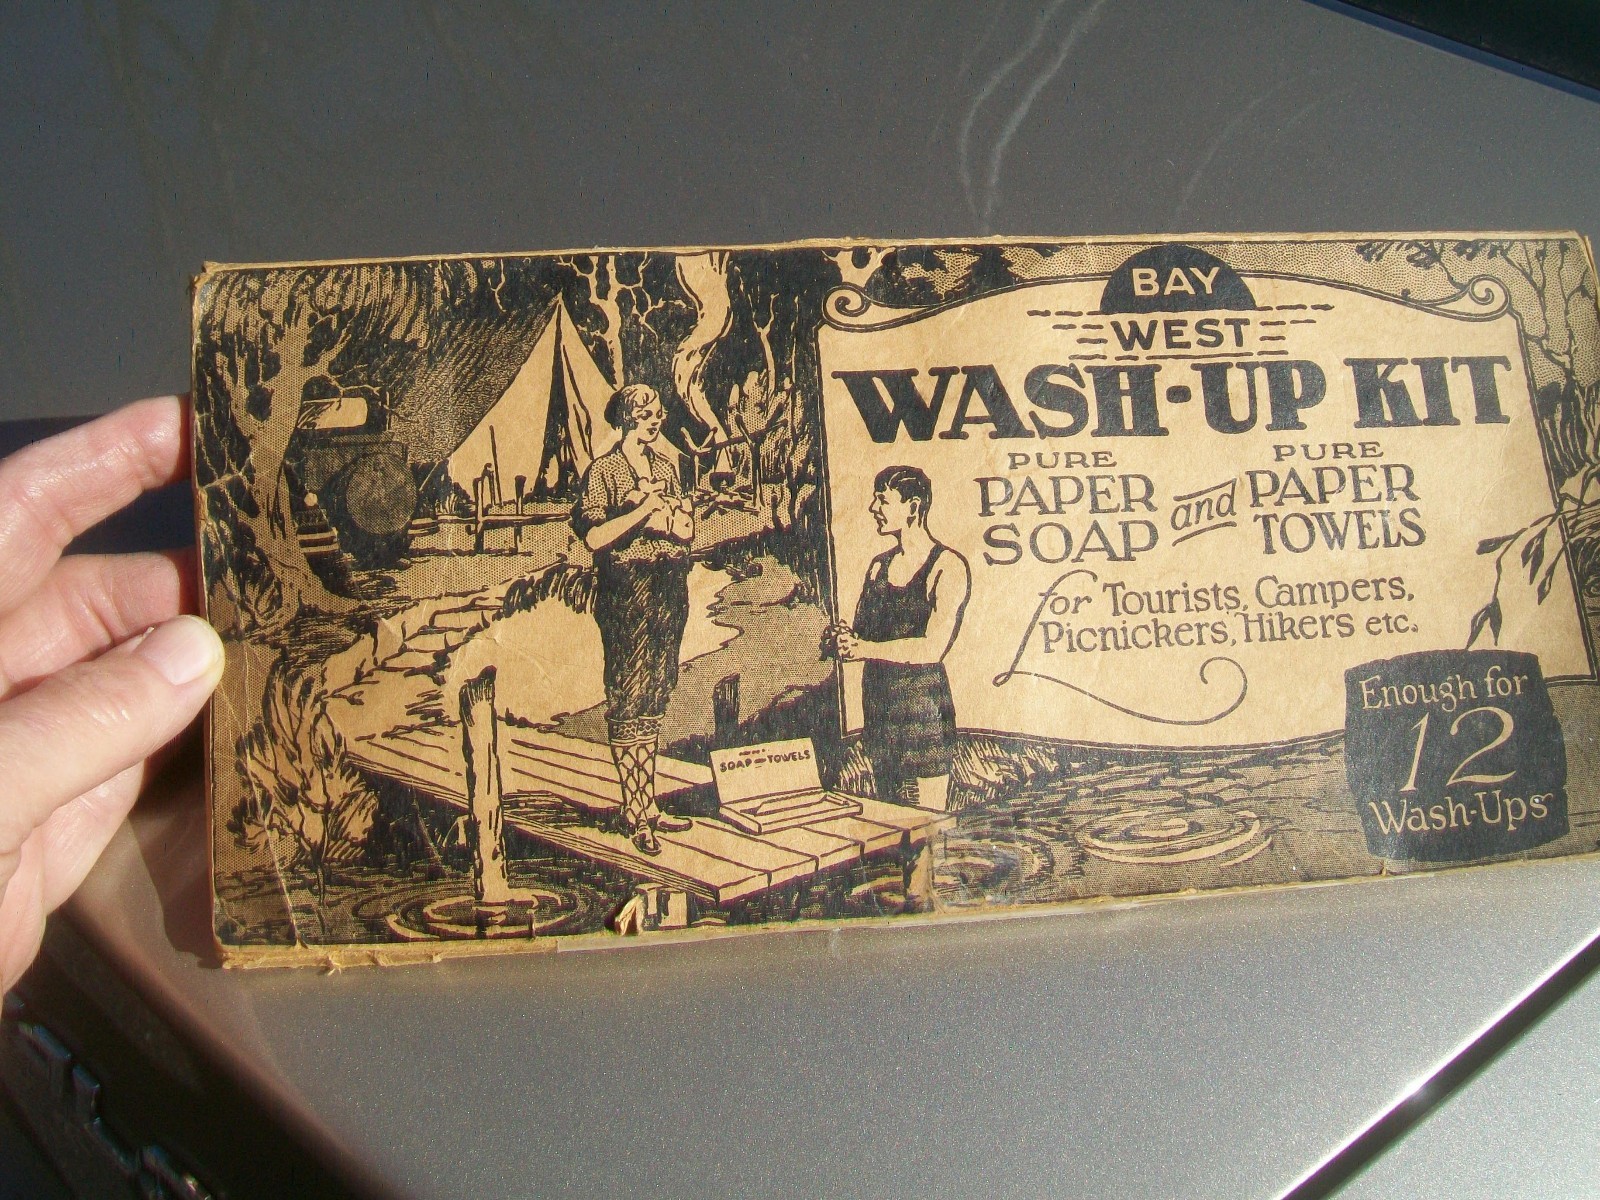 BAY
WEST
WASH-UP KIT
PURE PAPER SOAP and PURE PAPER TOWELS
for Tourists, Campers,
Picnickers, Hikers etc.
Enough for
12
Wash-Ups
SOAP TOWELS